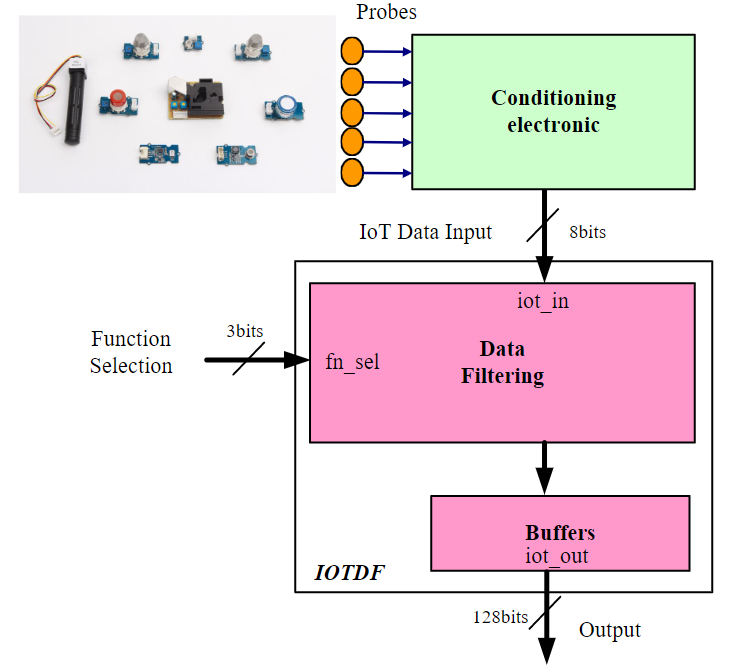 Probes
Conditioning
electronic
IoT Data Input
8bits
iot_in
Function
Selection
3bits
fn_sel
Data
Filtering
Buffers
iot_out
IOTDF
128bits
Output